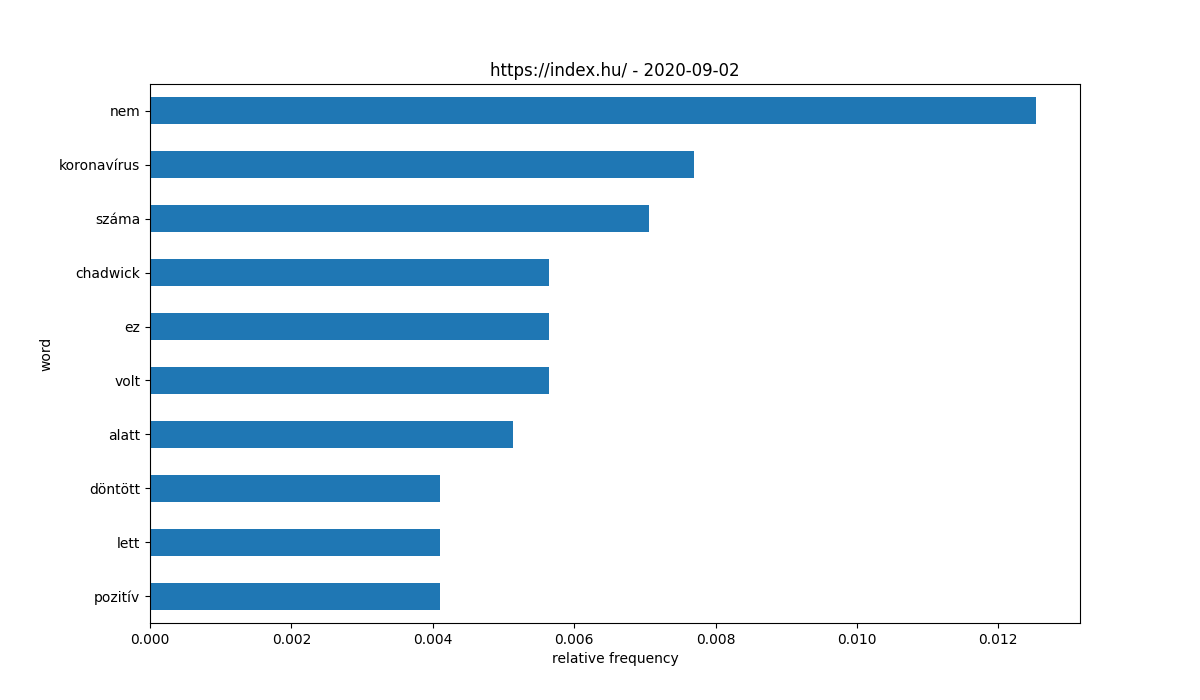 https://index.hu/ - 2020-09-02
nem
koronavírus
száma
chadwick
ez
volt
alatt
döntött
lett
pozitív
word
0.000 0.002 0.004 0.006 0.008 0.010 0.012
relative frequency